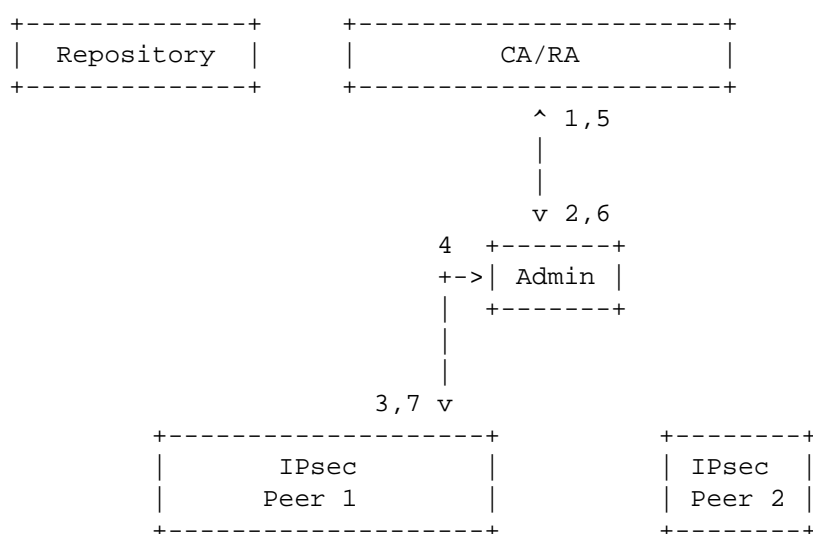 Repository CA/RA
^ 1,5
v 2,6
4
+-> Admin
3,7 v
IPsec IPsec
Peer 1 Peer 2